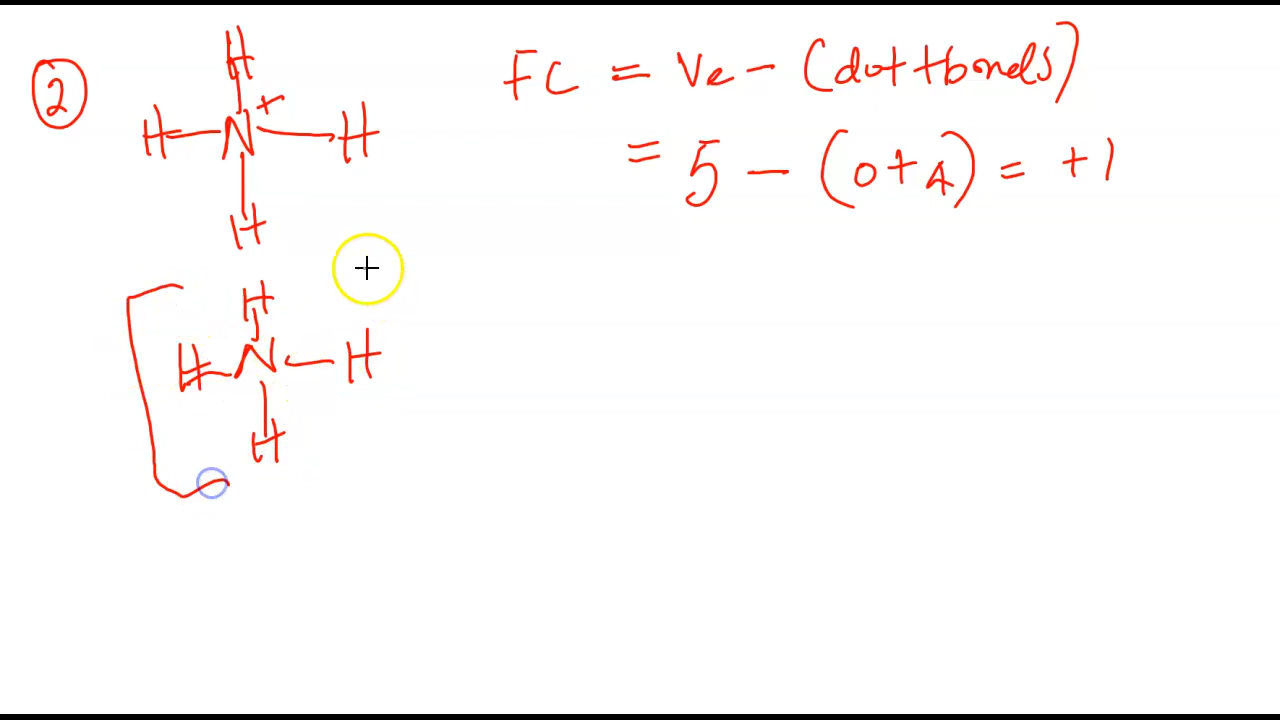 ②
H
H-N⁺-H
H
FC = Ve - (dot+bonds)
= 5 - (0+4) = +1
H
H-N-H
H